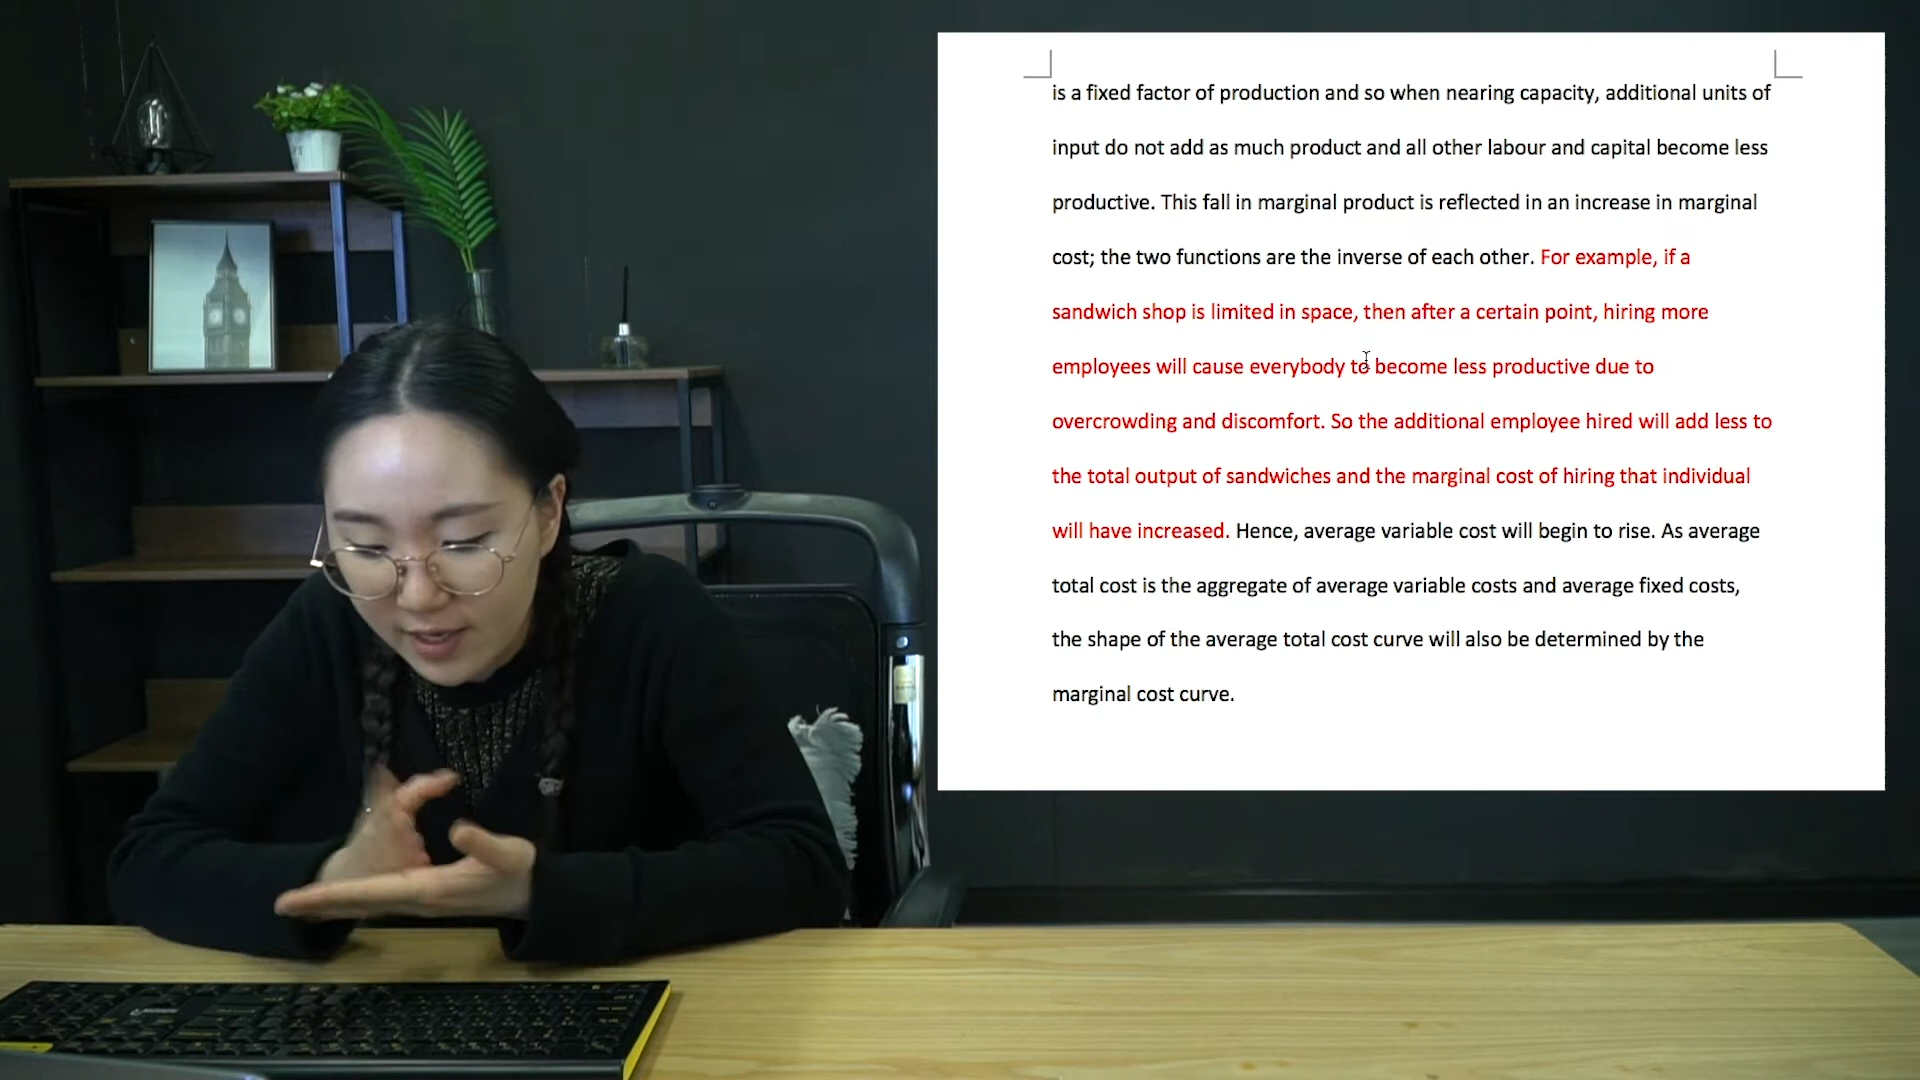 is a fixed factor of production and so when nearing capacity, additional units of
input do not add as much product and all other labour and capital become less
productive. This fall in marginal product is reflected in an increase in marginal
cost; the two functions are the inverse of each other. For example, if a
sandwich shop is limited in space, then after a certain point, hiring more
employees will cause everybody to become less productive due to
overcrowding and discomfort. So the additional employee hired will add less to
the total output of sandwiches and the marginal cost of hiring that individual
will have increased. Hence, average variable cost will begin to rise. As average
total cost is the aggregate of average variable costs and average fixed costs,
the shape of the average total cost curve will also be determined by the
marginal cost curve.